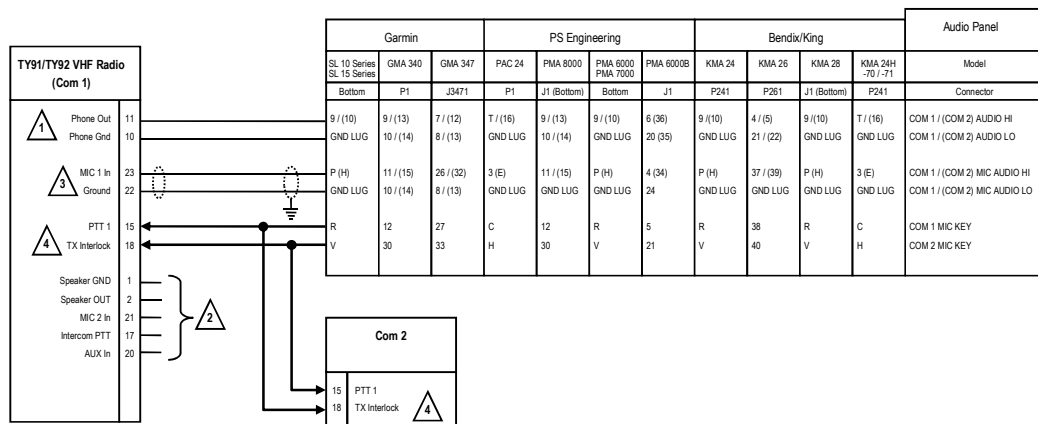 Audio Panel
Garmin PS Engineering Bendix/King
TY91/TY92 VHF Radio
(Com 1)
SL 10 Series
SL 15 Series
GMA 340 GMA 347 PAC 24 PMA 8000 PMA 6000
PMA 7000
PMA 6000B KMA 24 KMA 26 KMA 28 KMA 24H
-70 / -71
Model
Bottom P1 J3471 P1 J1 (Bottom) Bottom J1 P241 P261 J1 (Bottom) P241 Connector
1
Phone Out 11 9 / (10) 9 / (13) 7 / (12) T / (16) 9 / (13) 9 / (10) 6 (36) 9 /(10) 4 / (5) 9 /(10) T / (16) COM 1 / (COM 2) AUDIO HI
Phone Gnd 10 GND LUG 10 / (14) 8 / (13) GND LUG 10 / (14) GND LUG 20 (35) GND LUG 21 / (22) GND LUG GND LUG COM 1 / (COM 2) AUDIO LO
3
MIC 1 In 23 P (H) 11 / (15) 26 / (32) 3 (E) 11 / (15) P (H) 4 (34) P (H) 37 / (39) P (H) 3 (E) COM 1 / (COM 2) MIC AUDIO HI
Ground 22 GND LUG 10 / (14) 8 / (13) GND LUG GND LUG GND LUG 24 GND LUG GND LUG GND LUG GND LUG COM 1 / (COM 2) MIC AUDIO LO
4
PTT 1 15 R 12 27 C 12 R 5 R 38 R C COM 1 MIC KEY
TX Interlock 18 V 30 33 H 30 V 21 V 40 V H COM 2 MIC KEY
Speaker GND 1
Speaker OUT 2
MIC 2 In 21
2
Intercom PTT 17
AUX In 20
Com 2
15 PTT 1
18 TX Interlock
4